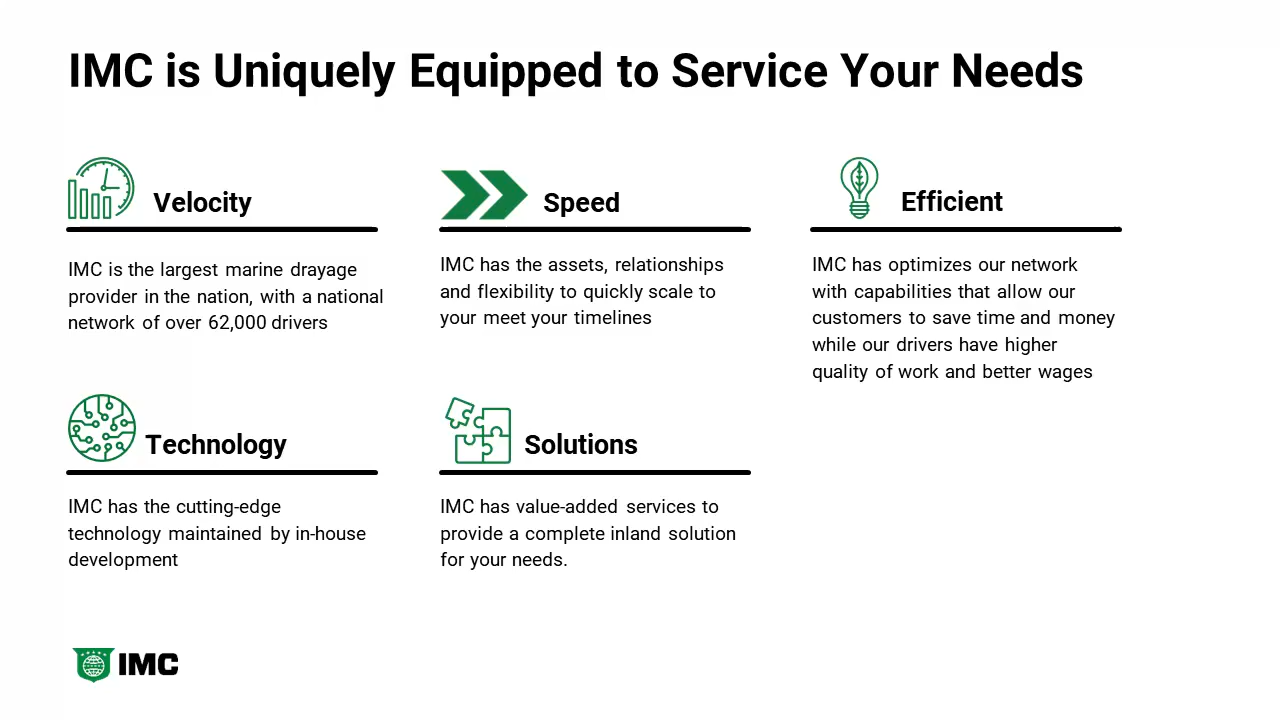 IMC is Uniquely Equipped to Service Your Needs
Velocity
IMC is the largest marine drayage
provider in the nation, with a national
network of over 62,000 drivers
Speed
IMC has the assets, relationships
and flexibility to quickly scale to
your meet your timelines
Efficient
IMC has optimizes our network
with capabilities that allow our
customers to save time and money
while our drivers have higher
quality of work and better wages
Technology
IMC has the cutting-edge
technology maintained by in-house
development
Solutions
IMC has value-added services to
provide a complete inland solution
for your needs.
IMC